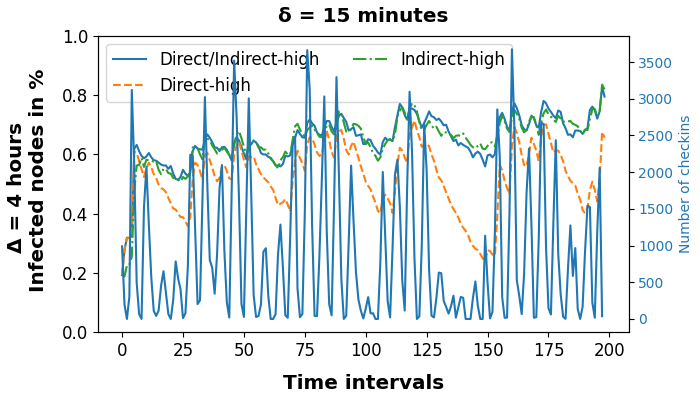 δ = 15 minutes
Δ = 4 hours
Infected nodes in %
1.0
0.8
0.6
0.4
0.2
0.0
Direct/Indirect-high
Direct-high
Indirect-high
3500
3000
2500
2000
1500
1000
500
0
Number of checkins
0 25 50 75 100 125 150 175 200
Time intervals